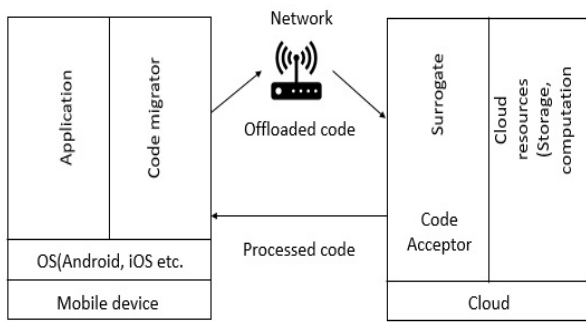 Network
Application
Code migrator
Offloaded code
Surrogate
Cloud
resources
(Storage,
computation
Code
Acceptor
Processed code
OS(Android, iOS etc.
Mobile device
Cloud